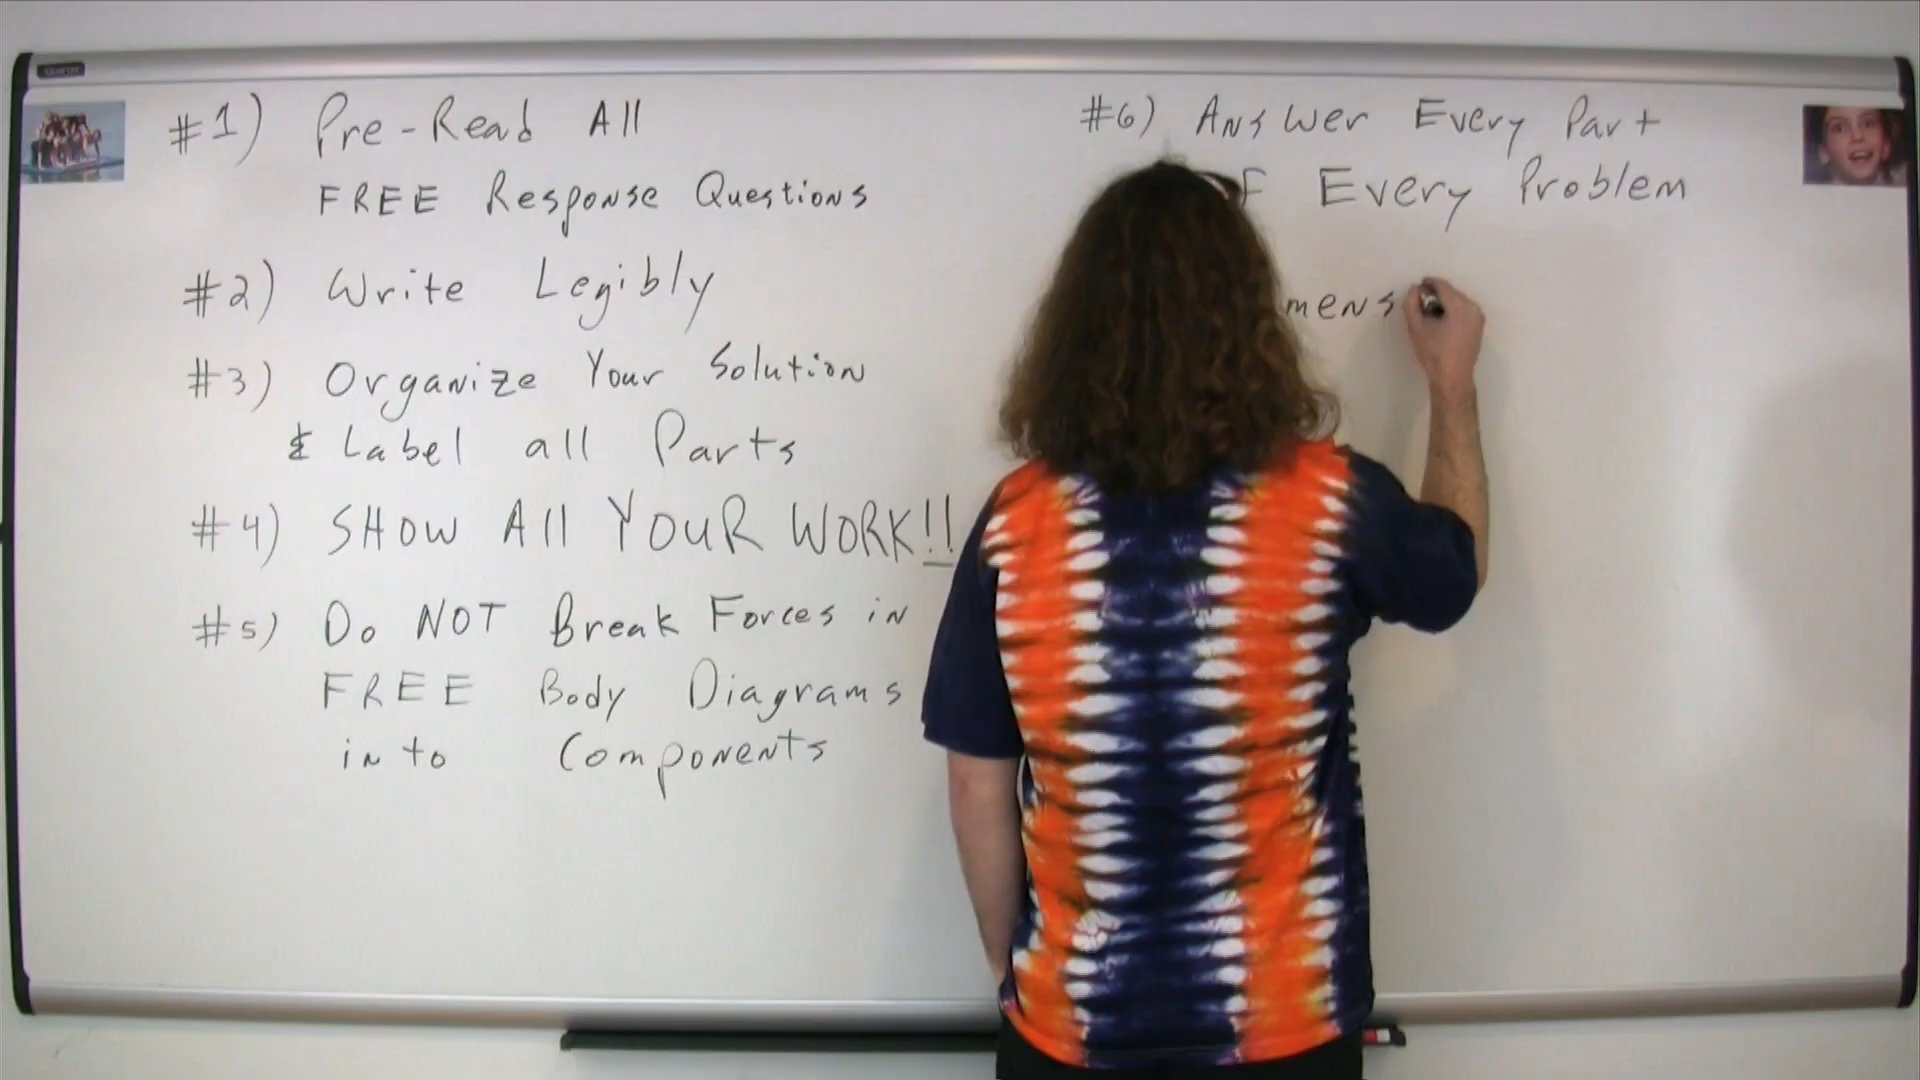 #1) Pre-Read All
FREE Response Questions
#2) Write Legibly
#3) Organize Your Solution
& Label all Parts
#4) SHOW All YOUR WORK!!
#5) Do NOT Break Forces in
FREE Body Diagrams
into Components
#6) Answer Every Part
Every Problem
mens